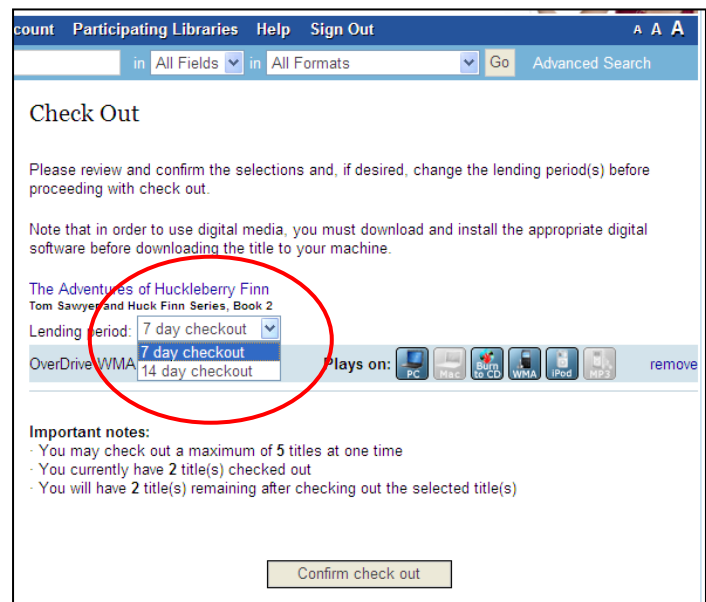 count Participating Libraries Help Sign Out A A A
in All Fields in All Formats Go Advanced Search
Check Out
Please review and confirm the selections and, if desired, change the lending period(s) before
proceeding with check out.
Note that in order to use digital media, you must download and install the appropriate digital
software before downloading the title to your machine.
The Adventures of Huckleberry Finn
Tom Sawyer and Huck Finn Series, Book 2
Lending period: 7 day checkout
7 day checkout
14 day checkout
OverDrive WMA Plays on: PC Mac Burn to CD WMA iPod MP3 remove
Important notes:
· You may check out a maximum of 5 titles at one time
· You currently have 2 title(s) checked out
· You will have 2 title(s) remaining after checking out the selected title(s)
Confirm check out